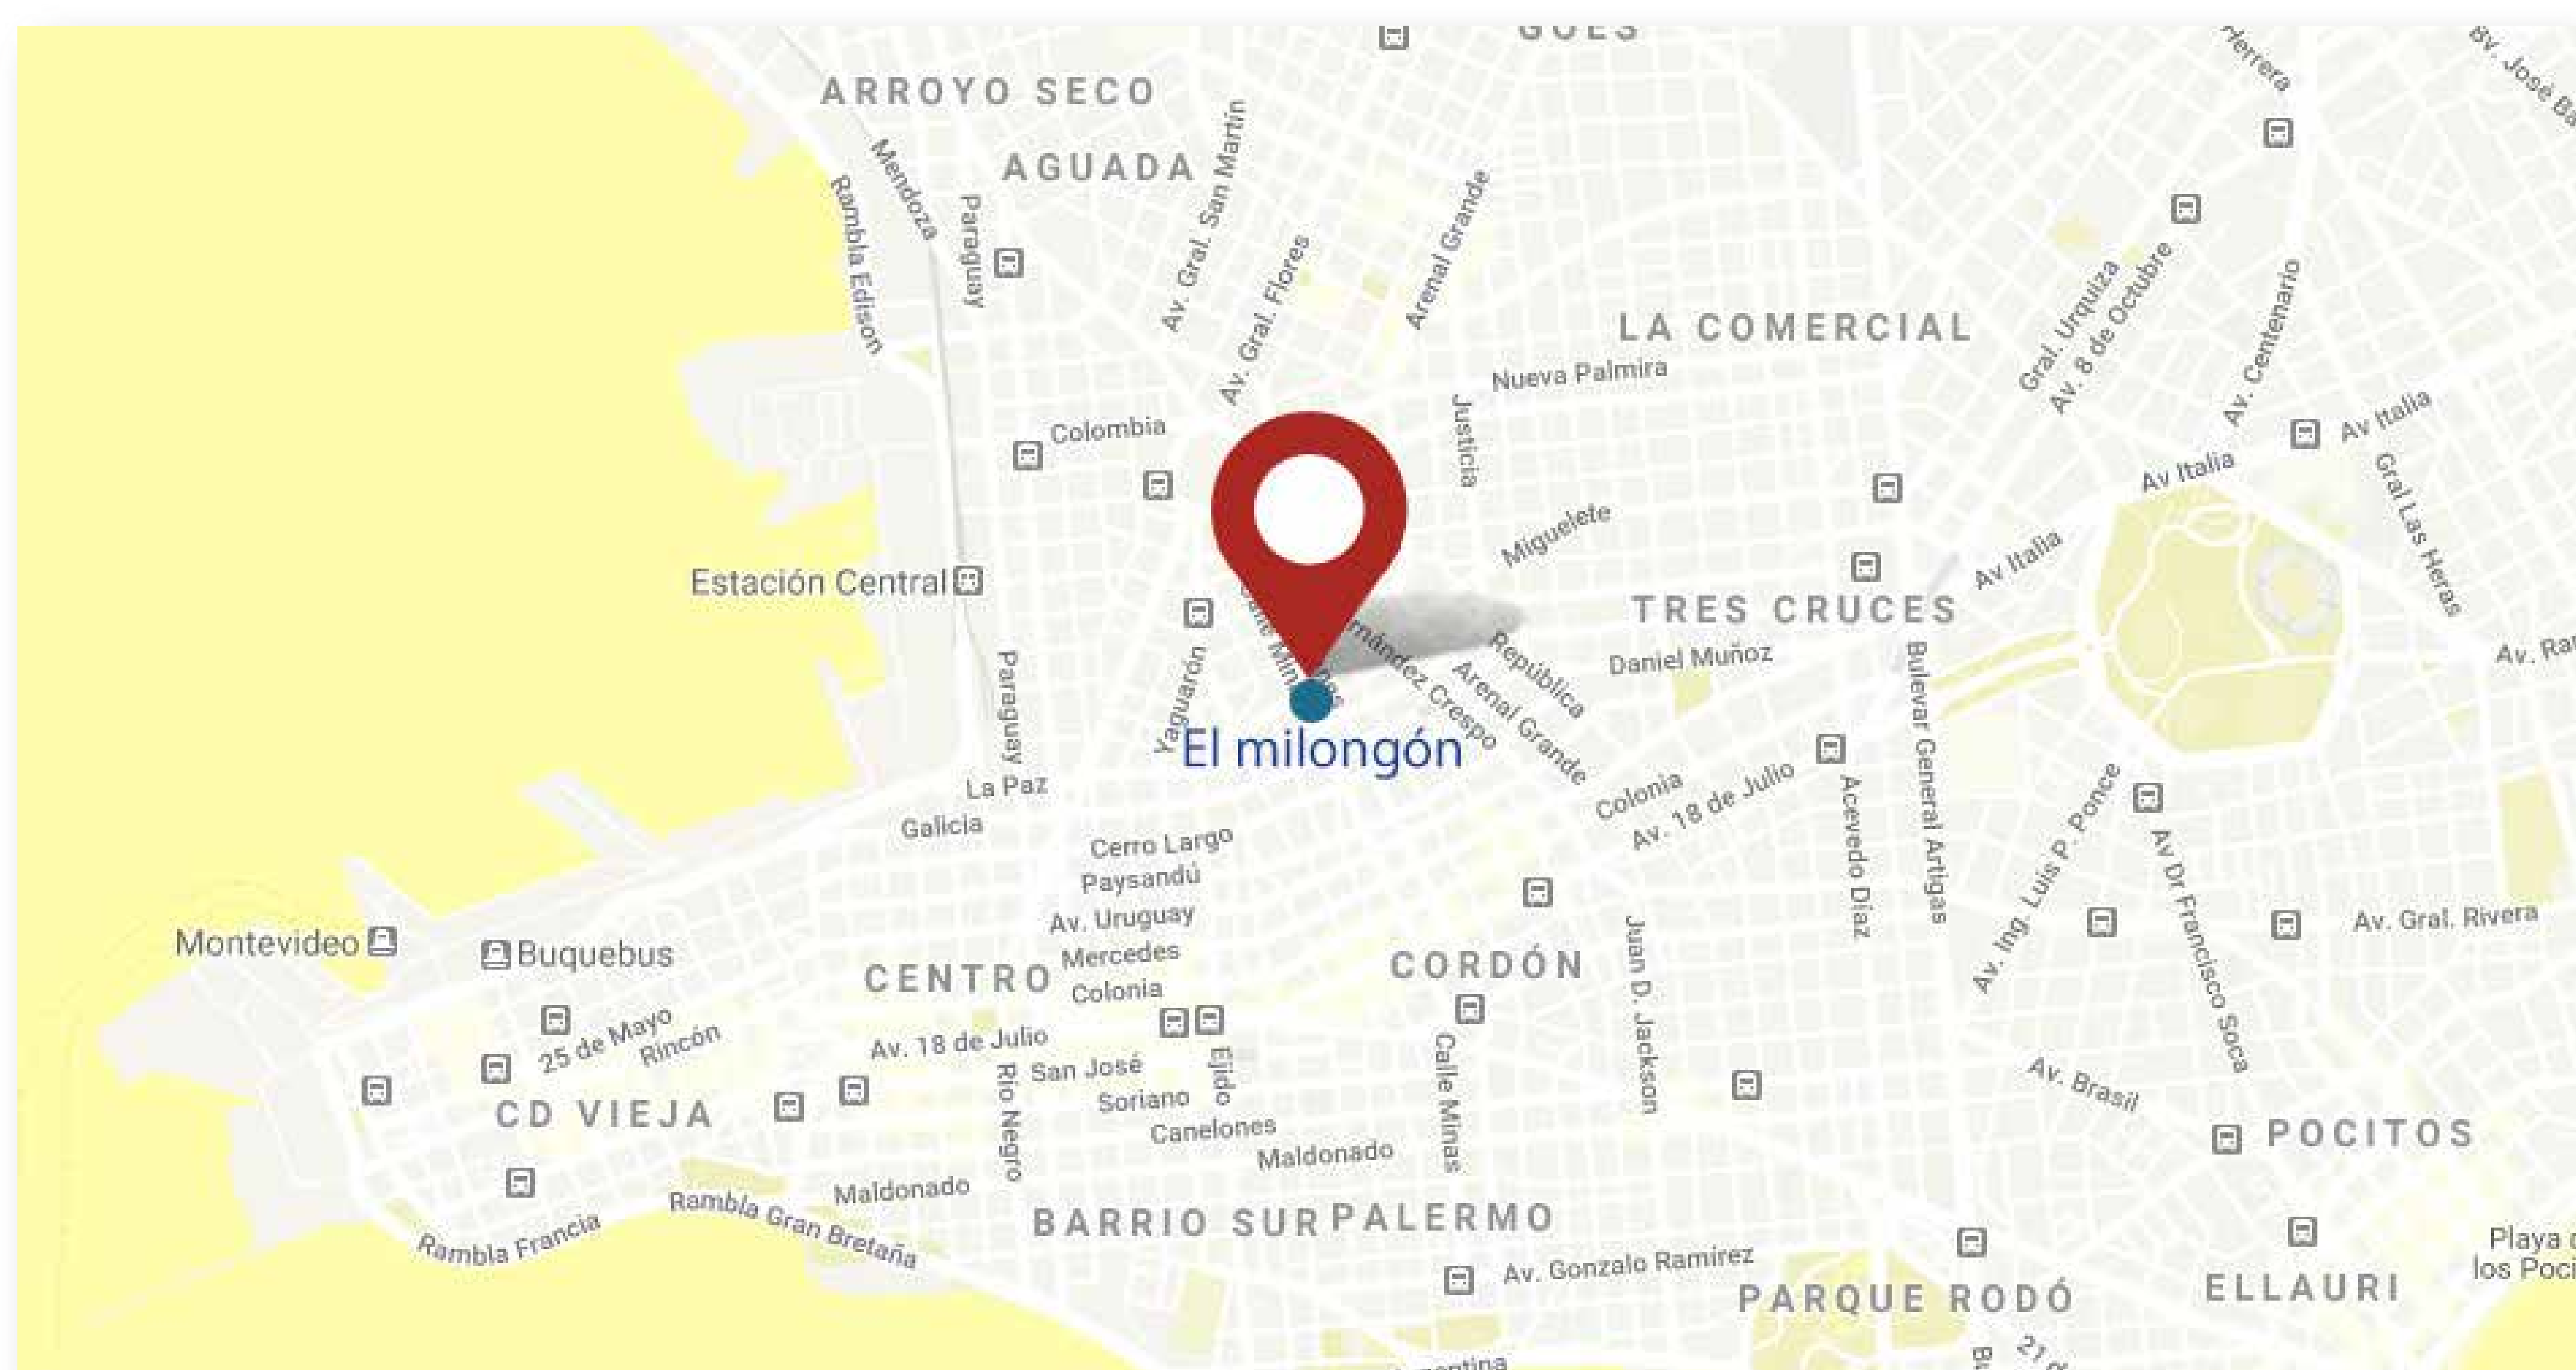 GOES
Herrera
Bv. José Ba
ARROYO SECO
AGUADA
Av. Gral. San Martín
Mendoza
Rambla Edison
Paraguay
Av. Gral. Flores
Arenal Grande
LA COMERCIAL
Nueva Palmira
Gral. Urquiza
Av. 8 de Octubre
Av. Centenario
Av Italia
Av Italia
Av Italia
Gral Las Heras
Colombia
Justicia
Miguelete
Estación Central
TRES CRUCES
Daniel Muñoz
República
Arenal Grande
nández Crespo
Yaguarón
El milongón
Paraguay
La Paz
Galicia
Bulevar General Artigas
Av. Ra
Colonia
Av. 18 de Julio
Acevedo Díaz
Av. Ing. Luis P. Ponce
Av Dr Francisco Soca
Av. Gral. Rivera
Cerro Largo
Paysandú
Av. Uruguay
Mercedes
Colonia
CENTRO
CORDÓN
Montevideo
Buquebus
25 de Mayo
Rincón
CD VIEJA
Av. 18 de Julio
San José
Soriano
Canelones
Maldonado
Ejido
Río Negro
Calle Minas
Juan D. Jackson
Av. Brasil
POCITOS
Maldonado
Rambla Francia
Rambla Gran Bretaña
BARRIO SUR
PALERMO
Av. Gonzalo Ramírez
PARQUE RODÓ
ELLAURI
Playa
los Poci
21